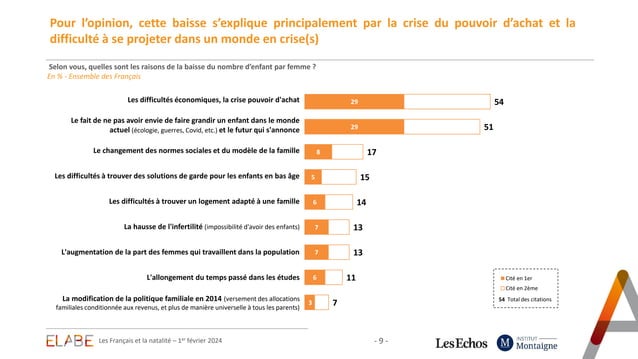 Pour l’opinion, cette baisse s’explique principalement par la crise du pouvoir d’achat et la
difficulté à se projeter dans un monde en crise(s)
Selon vous, quelles sont les raisons de la baisse du nombre d’enfant par femme ?
En % - Ensemble des Français
Les difficultés économiques, la crise pouvoir d'achat 29 54
Le fait de ne pas avoir envie de faire grandir un enfant dans le monde
actuel (écologie, guerres, Covid, etc.) et le futur qui s'annonce 29 51
Le changement des normes sociales et du modèle de la famille 8 17
Les difficultés à trouver des solutions de garde pour les enfants en bas âge 5 15
Les difficultés à trouver un logement adapté à une famille 6 14
La hausse de l'infertilité (impossibilité d'avoir des enfants) 7 13
L'augmentation de la part des femmes qui travaillent dans la population 7 13
L'allongement du temps passé dans les études 6 11
La modification de la politique familiale en 2014 (versement des allocations
familiales conditionnée aux revenus, et plus de manière universelle à tous les parents) 3 7
Cité en 1er
Cité en 2ème
54 Total des citations
ELABE Les Français et la natalité – 1er février 2024
- 9 -
LesEchos
M INSTITUT
Montaigne